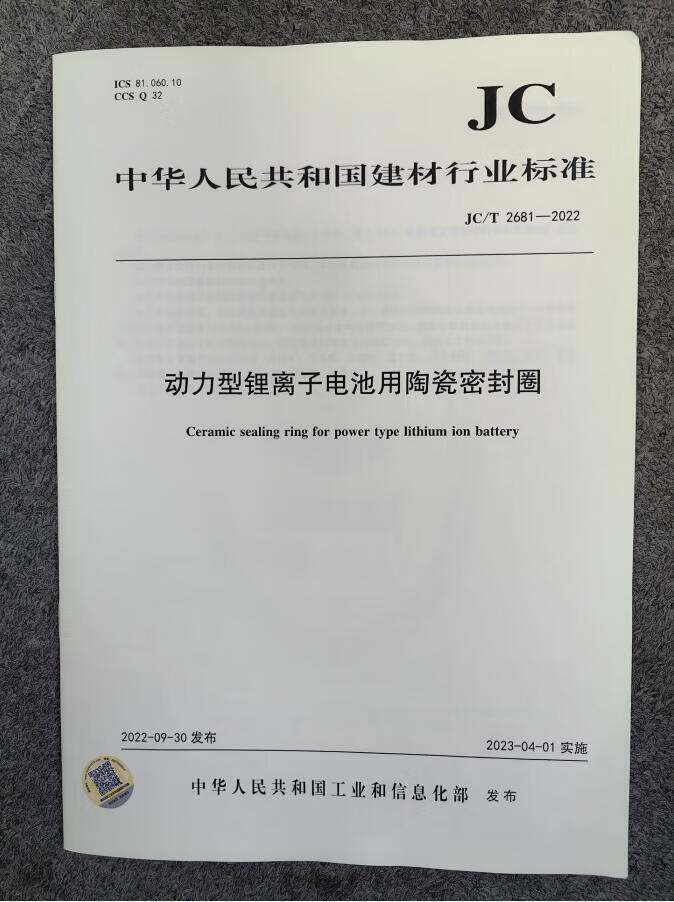 ICS 81.060.10
CCS Q 32
JC
中华人民共和国建材行业标准
JC/T 2681—2022
动力型锂离子电池用陶瓷密封圈
Ceramic sealing ring for power type lithium ion battery
2022-09-30 发布
2023-04-01 实施
中华人民共和国工业和信息化部 发布